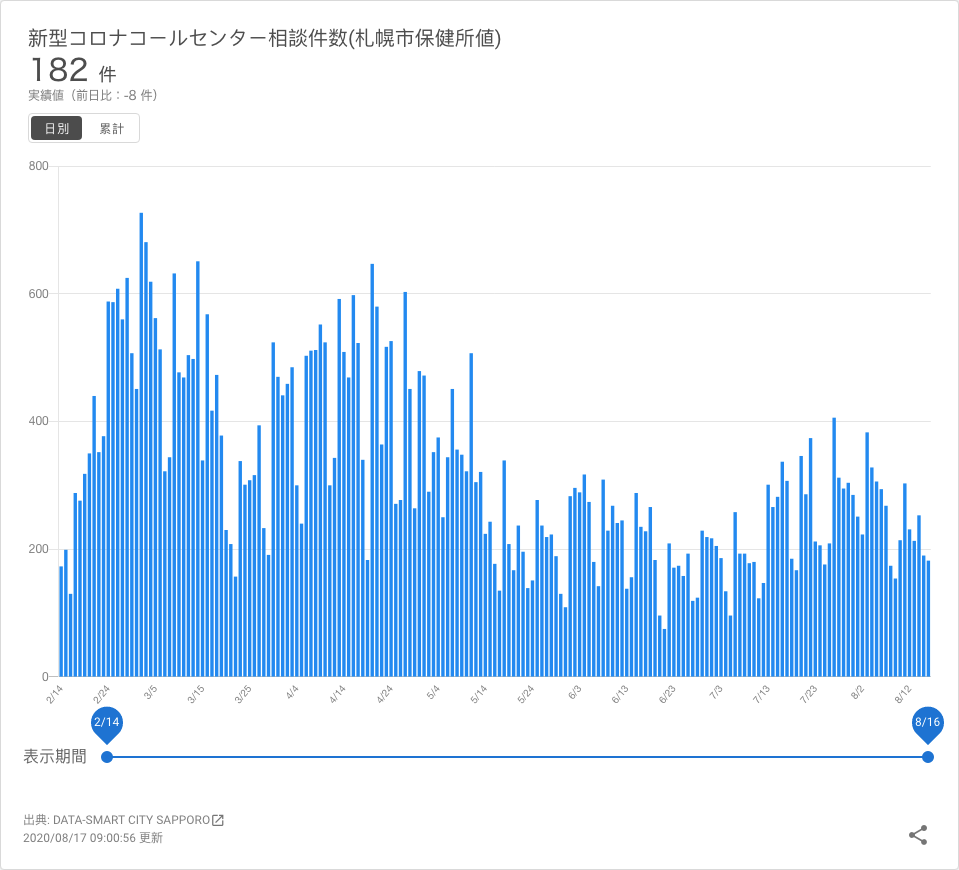 新型コロナコールセンター相談件数(札幌市保健所値)
182 件
実績値（前日比：-8 件）
日別 累計
800
600
400
200
0
2/14 2/24 3/5 3/15 3/25 4/4 4/14 4/24 5/4 5/14 5/24 6/3 6/13 6/23 7/3 7/13 7/23 8/2 8/12
2/14 8/16
表示期間
出典: DATA-SMART CITY SAPPORO
2020/08/17 09:00:56 更新